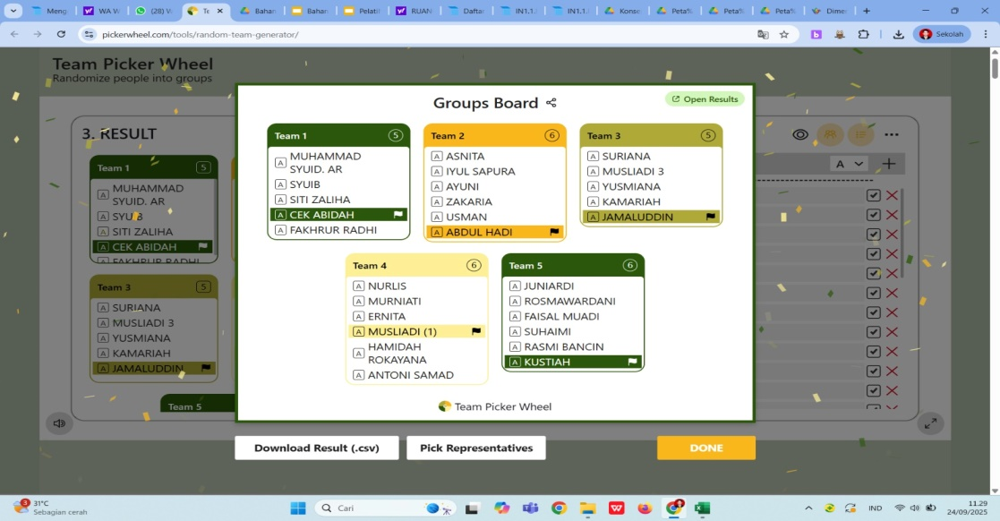 Meng
WA W
(28) W
Te
Bahan
Bahar
Pelati
RUAN
Daftar
IN1.1.
IN1.1.
Konse
Peta%
Peta%
Peta%
Dime
pickerwheel.com/tools/random-team-generator/
Sekolah
Team Picker Wheel
Randomize people into groups
3. RESULT
Team 1 5
MUHAMMAD
SYUID. AR
SYUIB
SITI ZALIHA
CEK ABIDAH
FAKHRUR RADHI
Team 3 5
SURIANA
MUSLIADI 3
YUSMIANA
KAMARIAH
JAMALUDDIN
Team 5
A
Groups Board
Open Results
Team 1 5
A MUHAMMAD
SYUID. AR
A SYUIB
A SITI ZALIHA
A CEK ABIDAH
A FAKHRUR RADHI
Team 2 6
A ASNITA
A IYUL SAPURA
A AYUNI
A ZAKARIA
A USMAN
A ABDUL HADI
Team 3 5
A SURIANA
A MUSLIADI 3
A YUSMIANA
A KAMARIAH
A JAMALUDDIN
Team 4 6
A NURLIS
A MURNIATI
A ERNITA
A MUSLIADI (1)
A HAMIDAH
ROKAYANA
A ANTONI SAMAD
Team 5 6
A JUNIARDI
A ROSMAWARDANI
A FAISAL MUADI
A SUHAIMI
A RASMI BANCIN
A KUSTIAH
Team Picker Wheel
Download Result (.csv)
Pick Representatives
DONE
3
31°C
Sebagian cerah
Cari
IND
11.29
24/09/2025